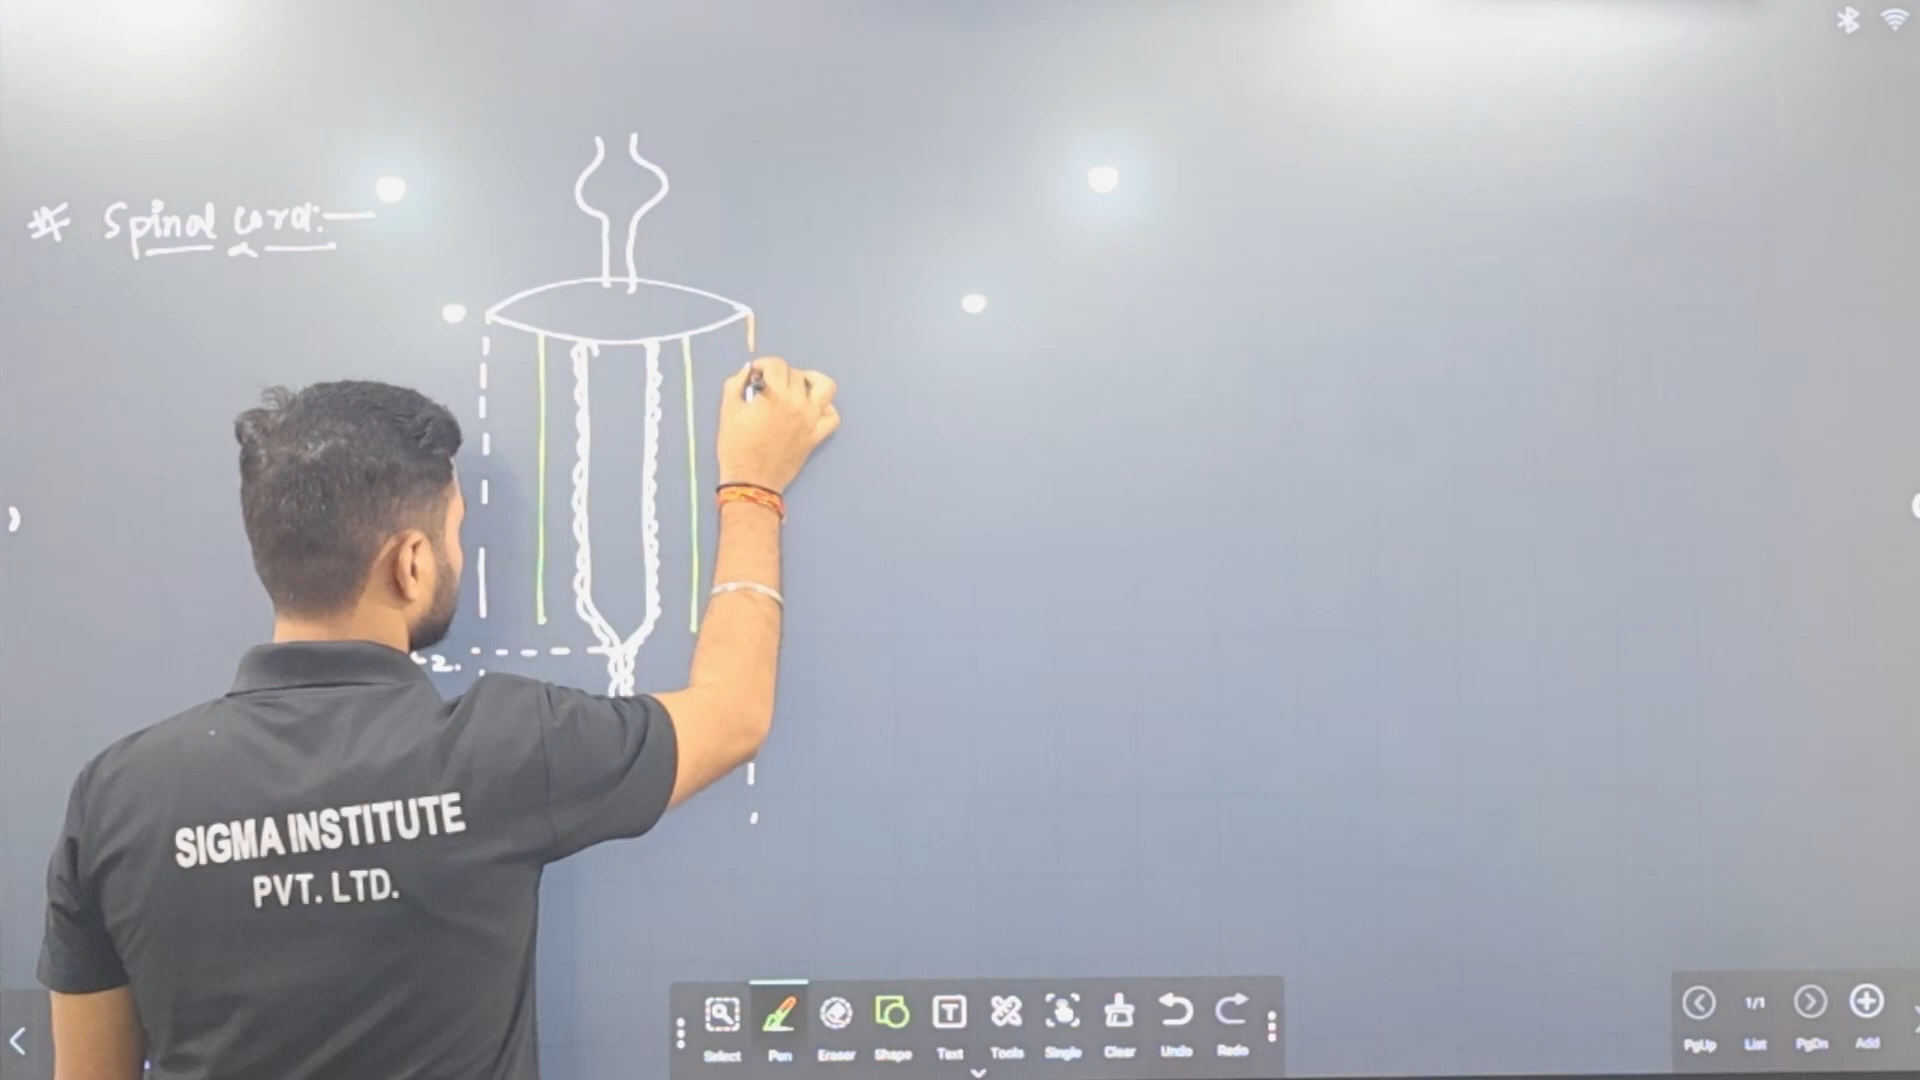 # Spinal cord:-
2.
SIGMA INSTITUTE
PVT. LTD.
Select Pen Eraser Shape Text Tools Single Clear Undo Redo
1/1
PgUp List PgDn Add